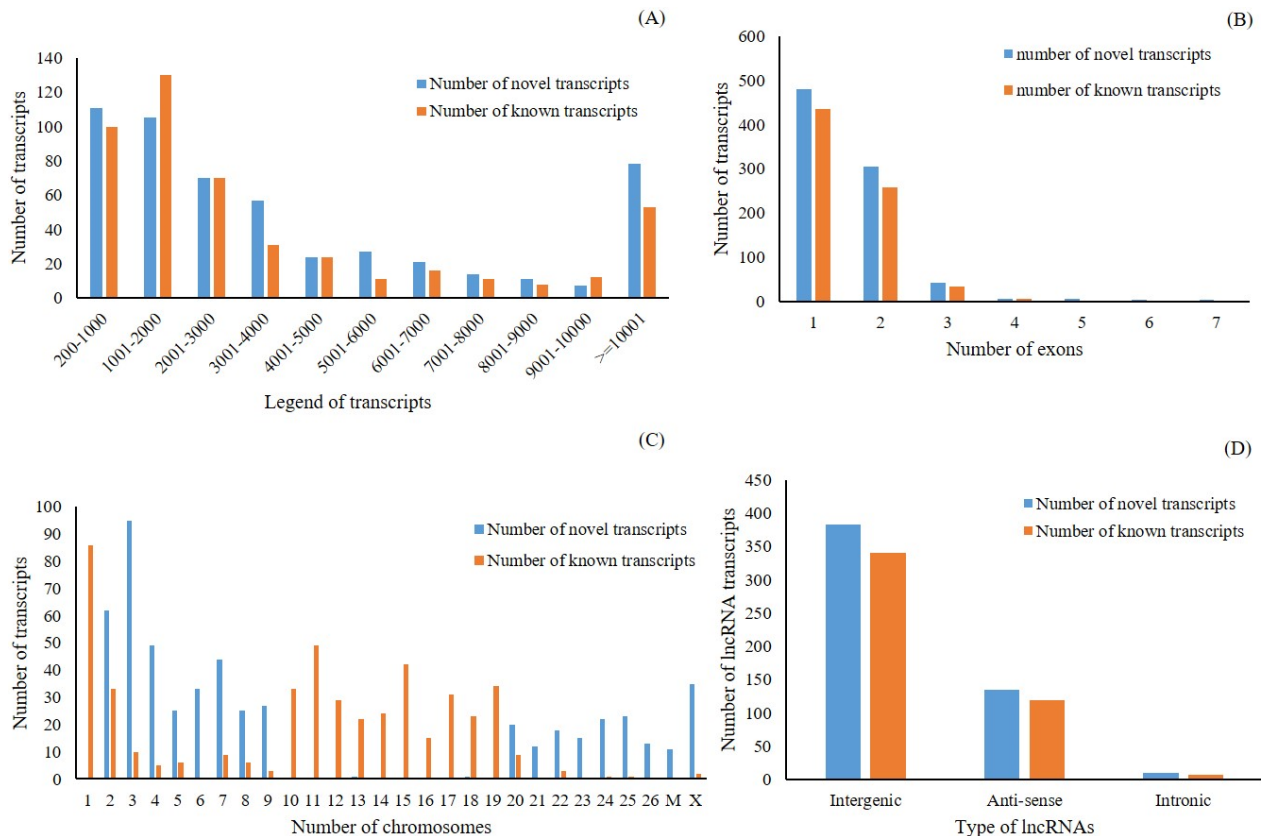 (A)
140
120
100
80
60
40
20
0
Number of transcripts
Number of novel transcripts
Number of known transcripts
200-1000
1001-2000
2001-3000
3001-4000
4001-5000
5001-6000
6001-7000
7001-8000
8001-9000
9001-10000
>=10001
Legend of transcripts
(B)
600
500
400
300
200
100
0
Number of transcripts
number of novel transcripts
number of known transcripts
1 2 3 4 5 6 7
Number of exons
(C)
100
90
80
70
60
50
40
30
20
10
0
Number of transcripts
Number of novel transcripts
Number of known transcripts
1 2 3 4 5 6 7 8 9 10 11 12 13 14 15 16 17 18 19 20 21 22 23 24 25 26 M X
Number of chromosomes
(D)
450
400
350
300
250
200
150
100
50
0
Number of lncRNA transcripts
Number of novel transcripts
Number of known transcripts
Intergenic Anti-sense Intronic
Type of lncRNAs